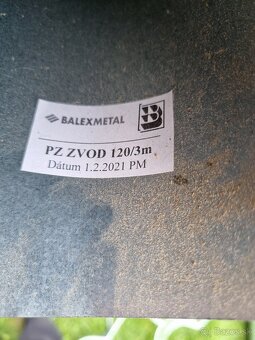 BALEXMETAL
PZ ZVOD 120/3m
Dátum 1.2.2021 PM